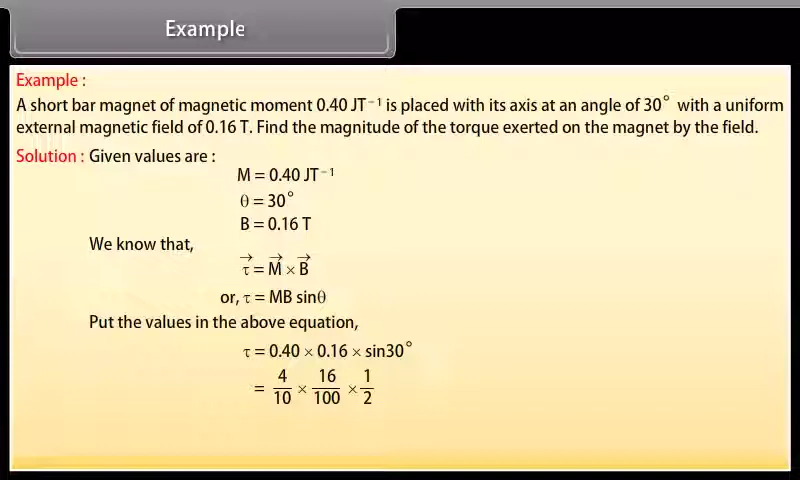 Example
Example :
A short bar magnet of magnetic moment 0.40 JT⁻¹ is placed with its axis at an angle of 30° with a uniform
external magnetic field of 0.16 T. Find the magnitude of the torque exerted on the magnet by the field.
Solution : Given values are :
M = 0.40 JT⁻¹
θ = 30°
B = 0.16 T
We know that,
τ⃗ = M⃗ × B⃗
or, τ = MB sinθ
Put the values in the above equation,
τ = 0.40 × 0.16 × sin30°
= 4/10 × 16/100 × 1/2